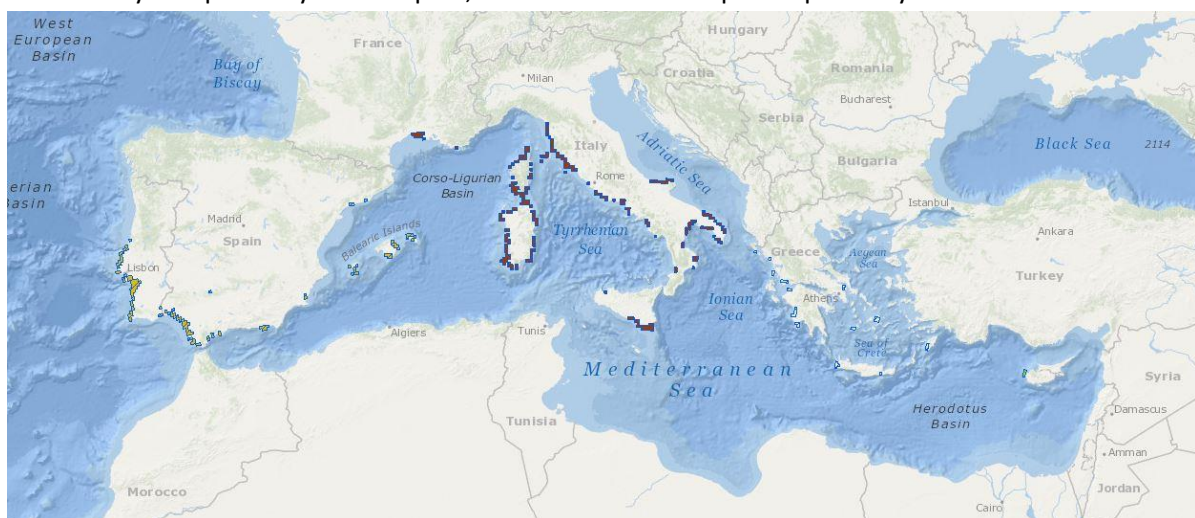 West
European
Basin
Bay of
Biscay
France
Milan
Hungary
Croatia
Romania
Bucharest
Serbia
Black Sea
2114
Bulgaria
Italy
Adriatic Sea
Rome
Corso-Ligurian
Basin
Istanbul
Ankara
Turkey
Madrid
Spain
Balearic Islands
Tyrrhenian
Sea
Greece
Aegean
Sea
Athens
Lisbon
Ionian
Sea
Sea of
Crete
Algiers
Tunis
Mediterranean
Sea
Syria
Herodotus
Basin
Damascus
Amman
Jordan
Tunisia
Morocco
Cairo